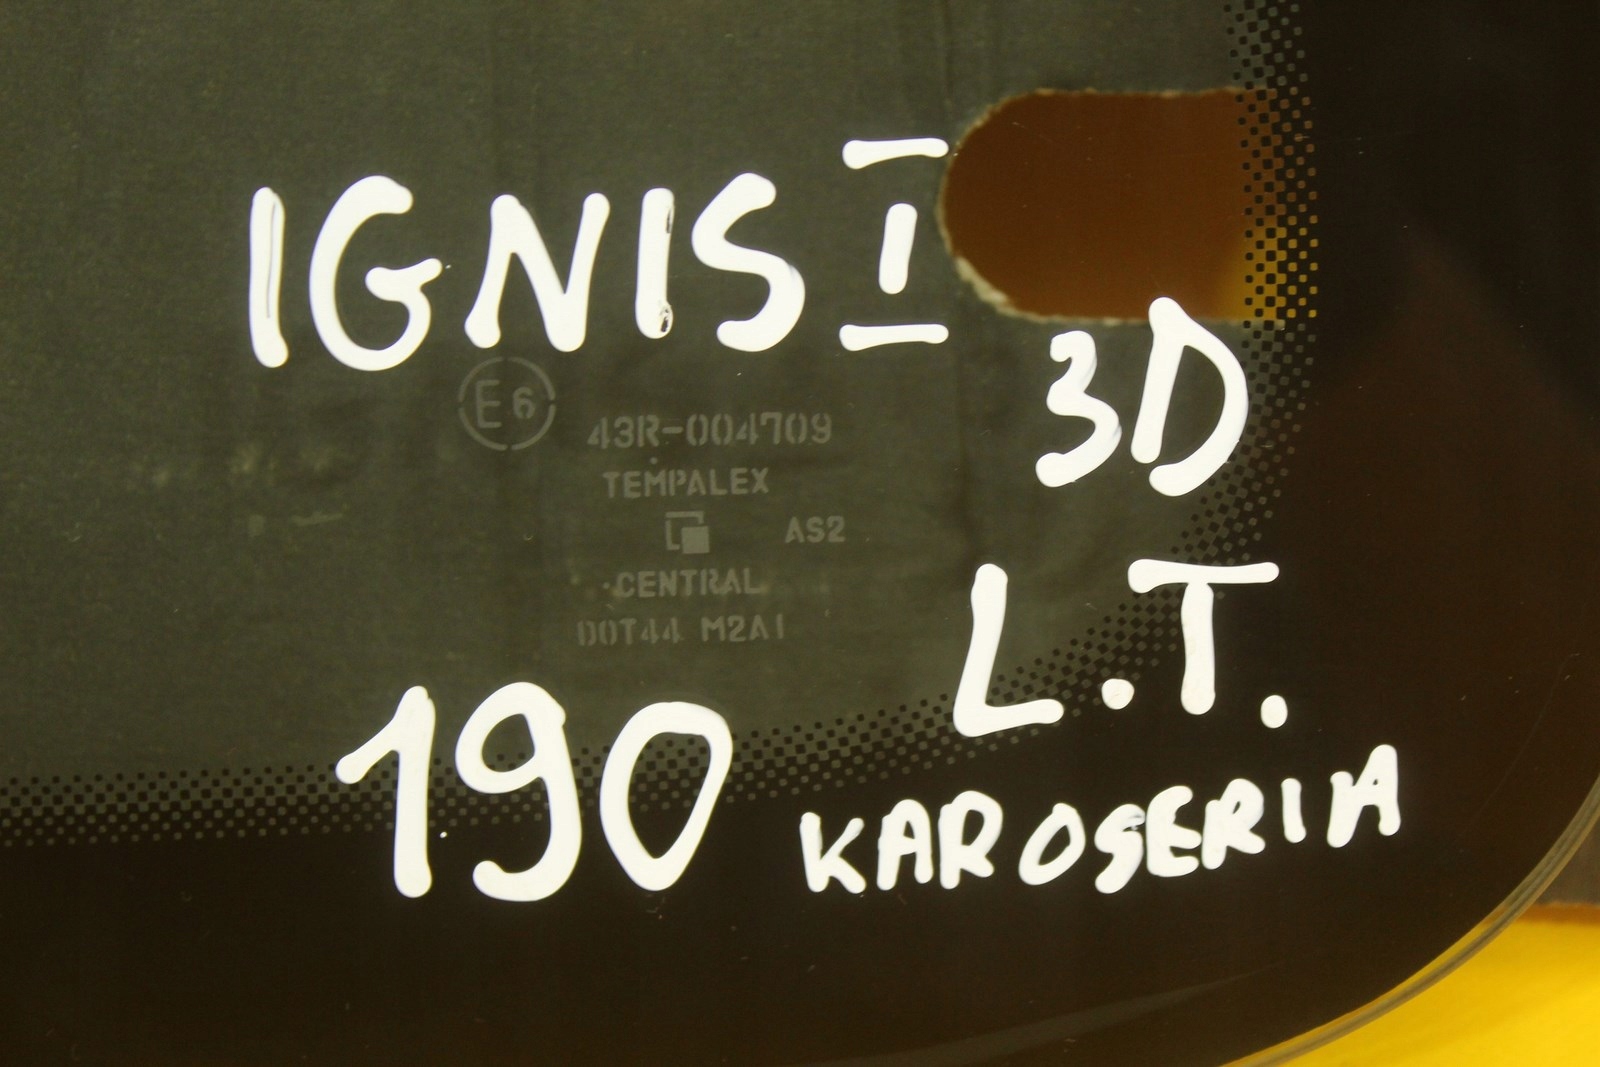 IGNIS I
3D
E6
43R-004709
TEMPALEX
AS2
CENTRAL
DOT44 M2A1
L.T.
190
KAROSERIA